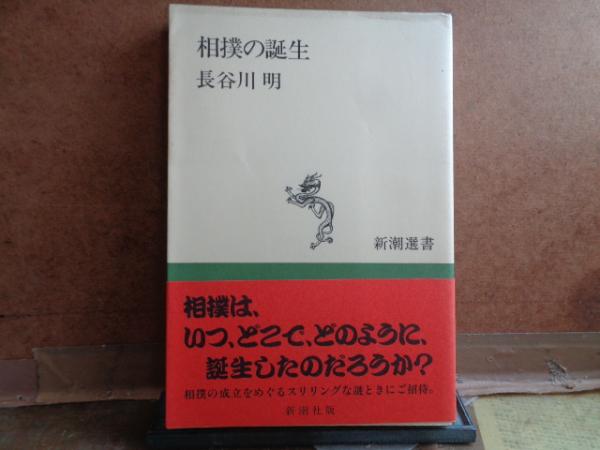 相撲の誕生
長谷川 明
新潮選書
相撲は、
いつ、どこで、どのように、
誕生したのだろうか?
相撲の成立をめぐるスリリングな謎ときにご招待。
新潮社版